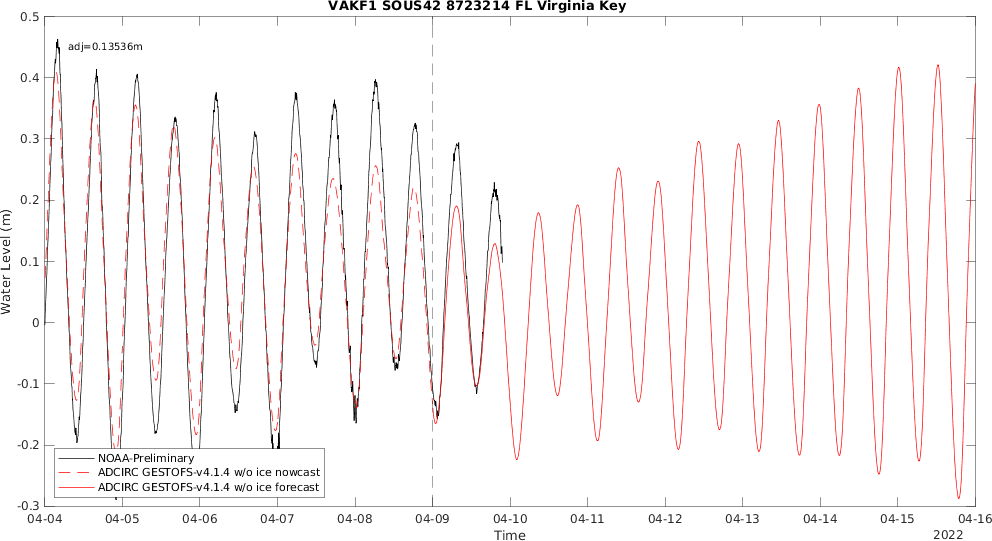 VAKF1 SOUS42 8723214 FL Virginia Key
0.5
adj=0.13536m
0.4
0.3
0.2
0.1
0
-0.1
-0.2
-0.3
Water Level (m)
NOAA-Preliminary
ADCIRC GESTOFS-v4.1.4 w/o ice nowcast
ADCIRC GESTOFS-v4.1.4 w/o ice forecast
04-04 04-05 04-06 04-07 04-08 04-09 04-10 04-11 04-12 04-13 04-14 04-15 04-16
Time
2022